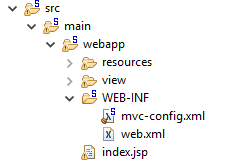 src
main
webapp
resources
view
WEB-INF
mvc-config.xml
web.xml
index.jsp